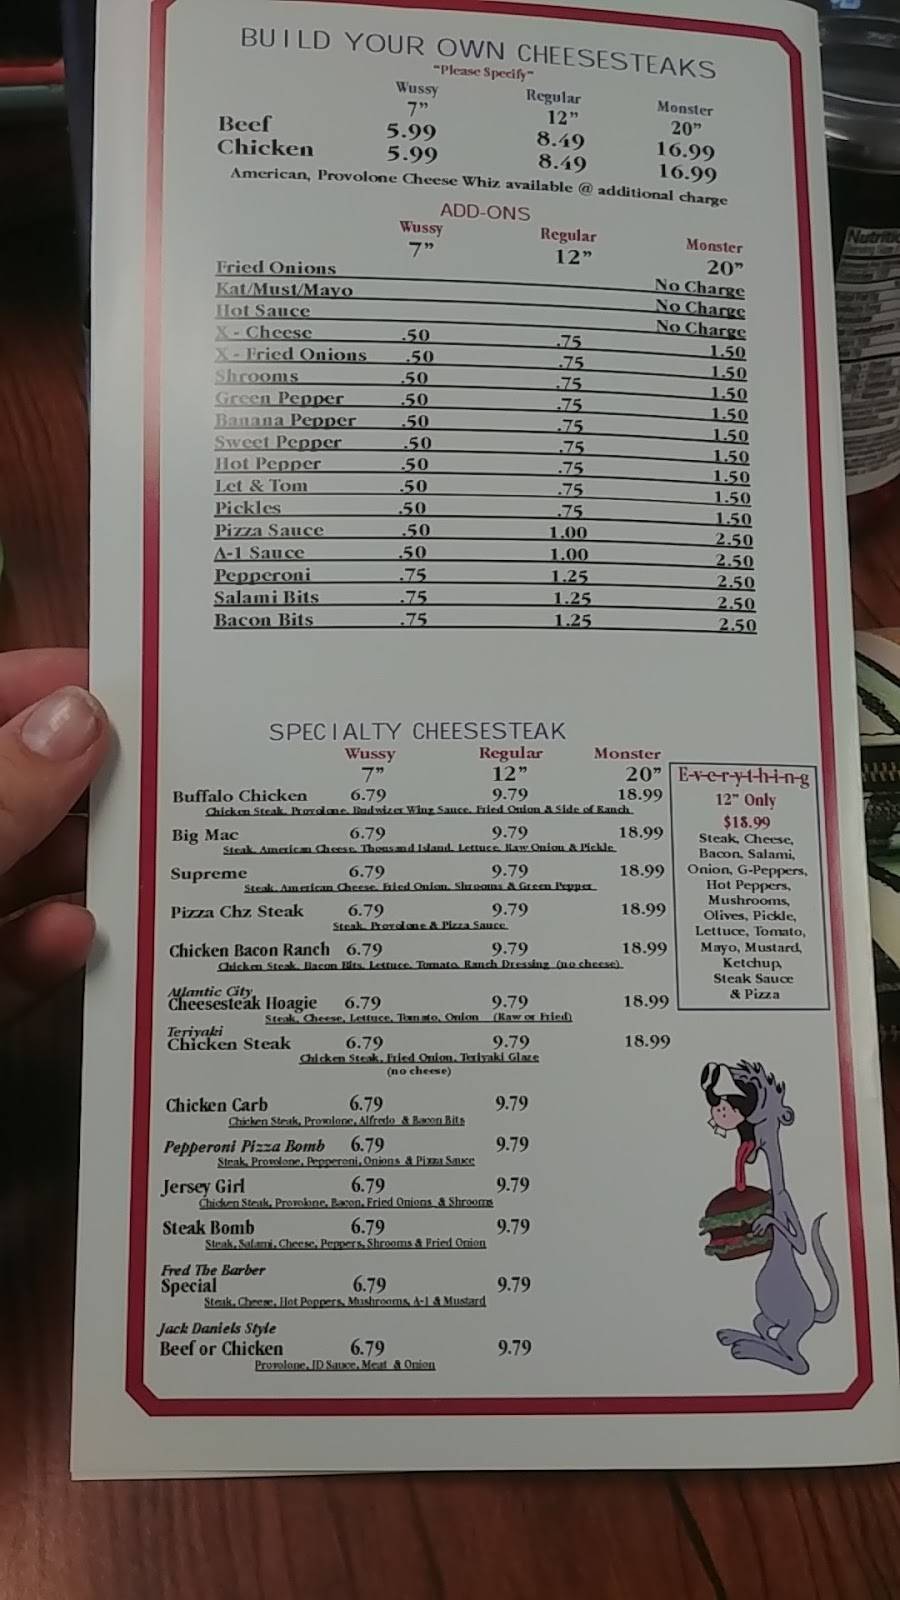 BUILD YOUR OWN CHEESESTEAKS
"Please Specify"
Wussy Regular Monster
7" 12" 20"
Beef 5.99 8.49 16.99
Chicken 5.99 8.49 16.99
American, Provolone Cheese Whiz available @ additional charge
ADD-ONS
Wussy Regular Monster
7" 12" 20"
Fried Onions No Charge
Kat/Must/Mayo No Charge
Hot Sauce No Charge
X - Cheese .50 .75 1.50
X - Fried Onions .50 .75 1.50
Shrooms .50 .75 1.50
Green Pepper .50 .75 1.50
Banana Pepper .50 .75 1.50
Sweet Pepper .50 .75 1.50
Hot Pepper .50 .75 1.50
Let & Tom .50 .75 1.50
Pickles .50 .75 1.50
Pizza Sauce .50 1.00 2.50
A-1 Sauce .50 1.00 2.50
Pepperoni .75 1.25 2.50
Salami Bits .75 1.25 2.50
Bacon Bits .75 1.25 2.50
SPECIALTY CHEESESTEAK
Wussy Regular Monster
7" 12" 20"
Buffalo Chicken 6.79 9.79 18.99
Chicken Steak, Provolone, Budwizer Wing Sauce, Fried Onion & Side of Ranch
Big Mac 6.79 9.79 18.99
Steak, American Cheese, Thousand Island, Lettuce, Raw Onion & Pickle
Supreme 6.79 9.79 18.99
Steak, American Cheese, Fried Onion, Shrooms & Green Pepper
Pizza Chz Steak 6.79 9.79 18.99
Steak, Provolone & Pizza Sauce
Chicken Bacon Ranch 6.79 9.79 18.99
Chicken Steak, Bacon Bits, Lettuce, Tomato, Ranch Dressing (no cheese)
Atlantic City
Cheesesteak Hoagie 6.79 9.79 18.99
Steak, Cheese, Lettuce, Tomato, Onion (Raw or Fried)
Teriyaki
Chicken Steak 6.79 9.79 18.99
Chicken Steak, Fried Onion, Teriyaki Glaze
(no cheese)
Chicken Carb 6.79 9.79
Chicken Steak, Provolone, Alfredo & Bacon Bits
Pepperoni Pizza Bomb 6.79 9.79
Steak, Provolone, Pepperoni, Onions & Pizza Sauce
Jersey Girl 6.79 9.79
Chicken Steak, Provolone, Bacon, Fried Onions & Shrooms
Steak Bomb 6.79 9.79
Steak, Salami, Cheese, Peppers, Shrooms & Fried Onion
Fred The Barber
Special 6.79 9.79
Steak, Cheese, Hot Poppers, Mushrooms, A-1 & Mustard
Jack Daniels Style
Beef or Chicken 6.79 9.79
Provolone, JD Sauce, Meat & Onion
E-v-e-r-y-t-h-i-n-g
12" Only
$18.99
Steak, Cheese,
Bacon, Salami,
Onion, G-Peppers,
Hot Peppers,
Mushrooms,
Olives, Pickle,
Lettuce, Tomato,
Mayo, Mustard,
Ketchup,
Steak Sauce
& Pizza